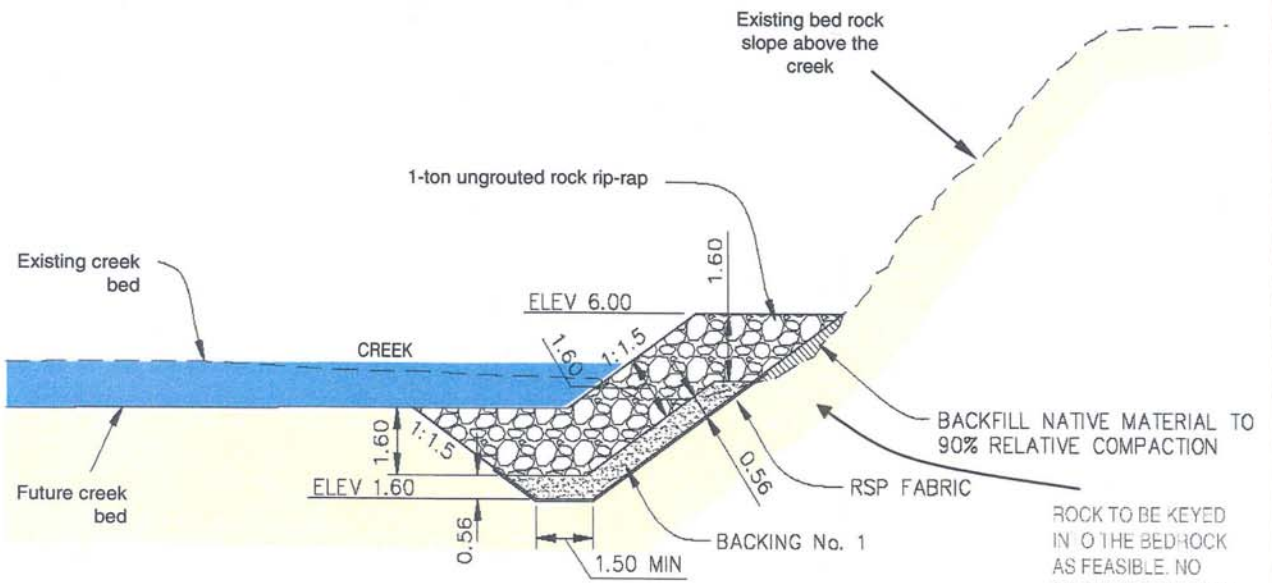 Existing bed rock
slope above the
creek
1-ton ungrouted rock rip-rap
Existing creek
bed
1.60
ELEV 6.00
1:1.5
1.60
CREEK
1:1.5
1.60
BACKFILL NATIVE MATERIAL TO
90% RELATIVE COMPACTION
0.56
RSP FABRIC
ELEV 1.60
Future creek
bed
0.56
BACKING No. 1
1.50 MIN
ROCK TO BE KEYED
IN O THE BEDROCK
AS FEASIBLE. NO